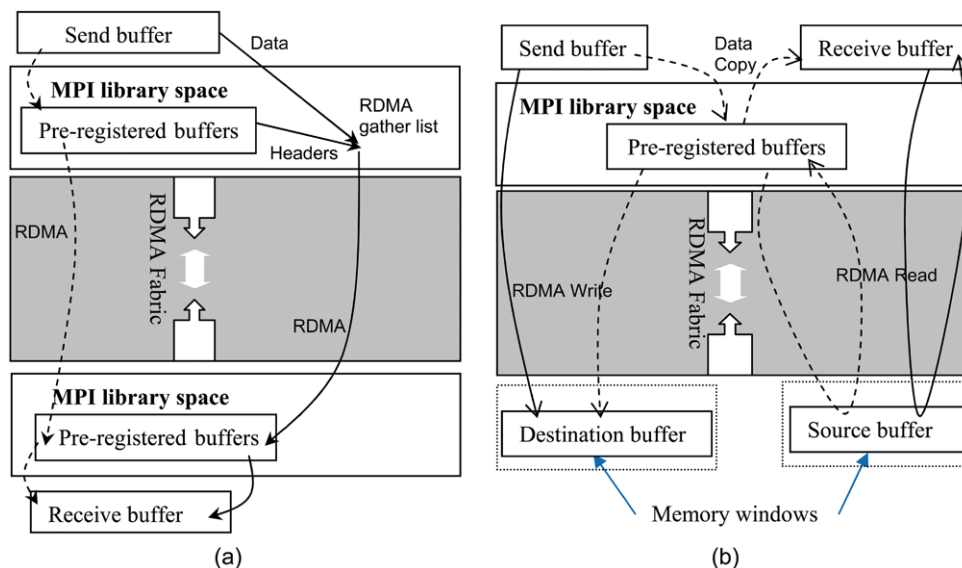 Send buffer
Data
MPI library space
Pre-registered buffers
RDMA
gather list
Headers
RDMA
RDMA Fabric
RDMA
MPI library space
Pre-registered buffers
Receive buffer
(a)
Send buffer
Data
Copy
Receive buffer
MPI library space
Pre-registered buffers
RDMA Write
RDMA Fabric
RDMA Read
Destination buffer
Source buffer
Memory windows
(b)